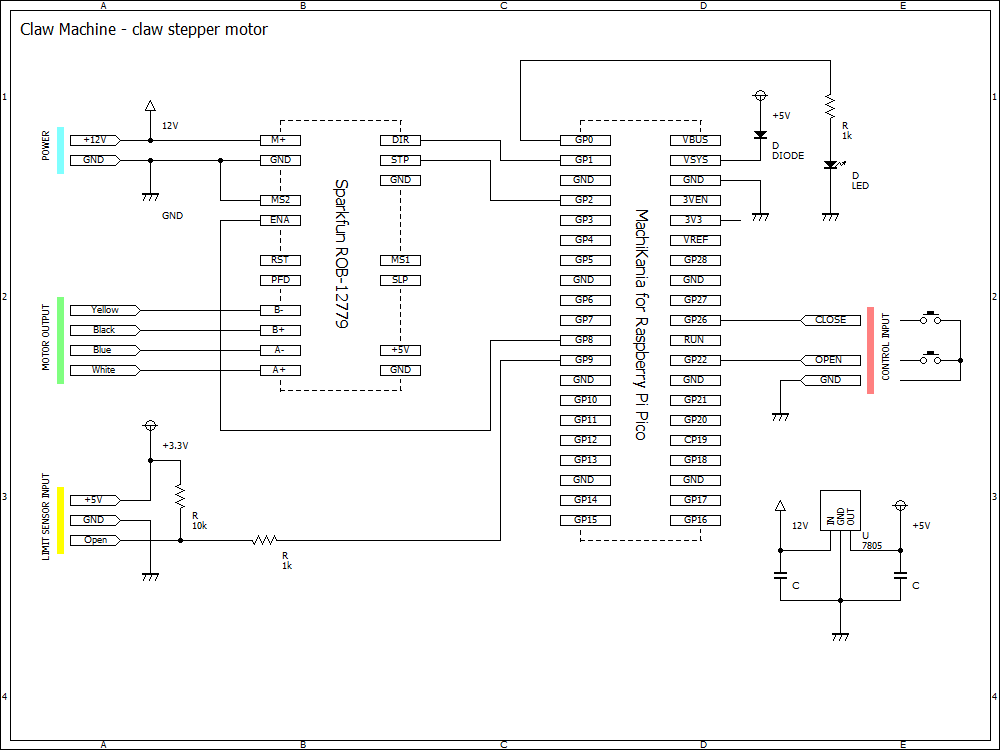 A B C D E
Claw Machine - claw stepper motor
1 1
12V
POWER
+12V
GND
GND
M+
GND
MS2
ENA
RST
PFD
B-
B+
A-
A+
DIR
STP
GND
MS1
SLP
+5V
GND
Sparkfun ROB-12779
GP0
GP1
GND
GP2
GP3
GP4
GP5
GND
GP6
GP7
GP8
GP9
GND
GP10
GP11
GP12
GP13
GND
GP14
GP15
MachiKania for Raspberry Pi Pico
VBUS
VSYS
GND
3VEN
3V3
VREF
GP28
GND
GP27
GP26
RUN
GP22
GND
GP21
GP20
CP19
GP18
GND
GP17
GP16
+5V
D
DIODE
R
1k
D
LED
2 2
MOTOR OUTPUT
Yellow
Black
Blue
White
CLOSE
OPEN
GND
CONTROL INPUT
3 3
+3.3V
LIMIT SENSOR INPUT
+5V
GND
Open
R
10k
R
1k
12V
IN
GND
OUT
U
7805
+5V
C
C
4 4
A B C D E